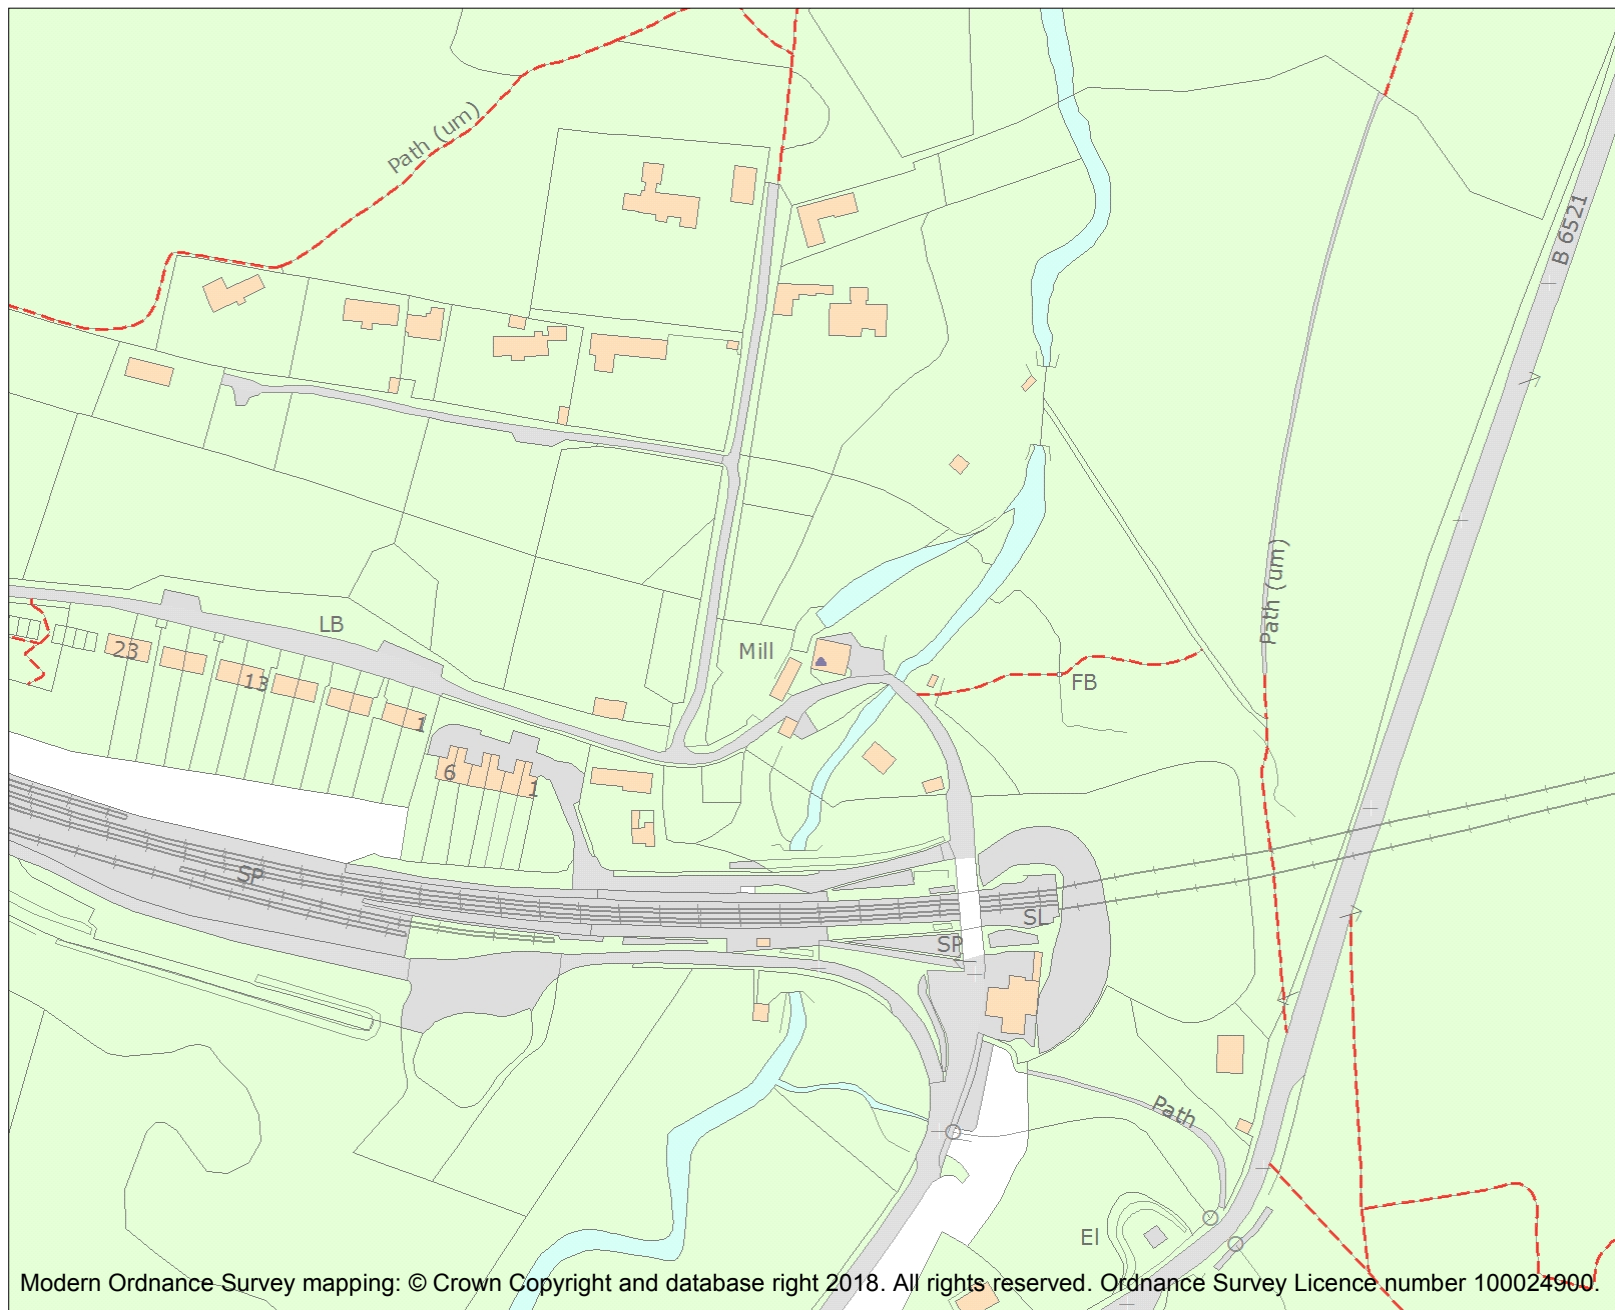 Path (um)
B 6521
Path (um)
LB
Mill
23
13
FB
1
6
1
SP
SL
SP
Path
El
Modern Ordnance Survey mapping: © Crown Copyright and database right 2018. All rights reserved. Ordnance Survey Licence number 100024900.